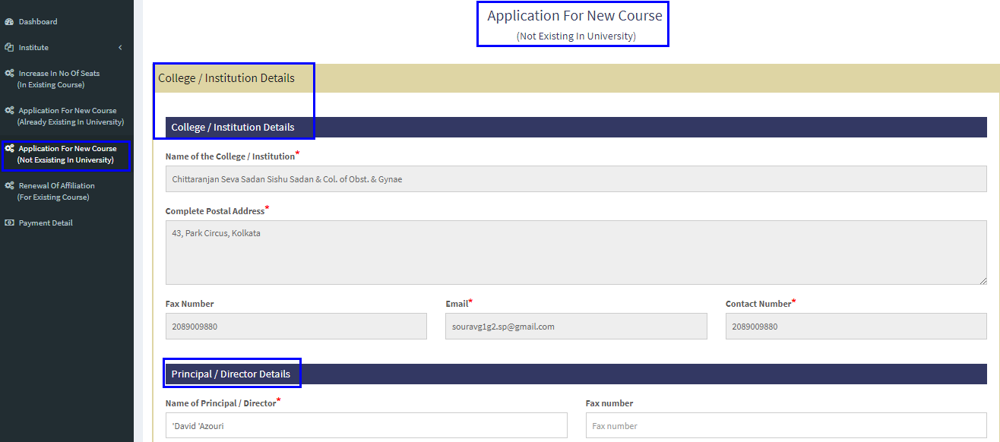 Dashboard
Institute
Increase In No Of Seats
(In Existing Course)
Application For New Course
(Already Existing In University)
Application For New Course
(Not Exsisting In University)
Renewal Of Affiliation
(For Existing Course)
Payment Detail
Application For New Course
(Not Existing In University)
College / Institution Details
College / Institution Details
Name of the College / Institution*
Chittaranjan Seva Sadan Sishu Sadan & Col. of Obst. & Gynae
Complete Postal Address*
43, Park Circus, Kolkata
Fax Number Email* Contact Number*
2089009880 souravg1g2.sp@gmail.com 2089009880
Principal / Director Details
Name of Principal / Director* Fax number
'David 'Azouri Fax number